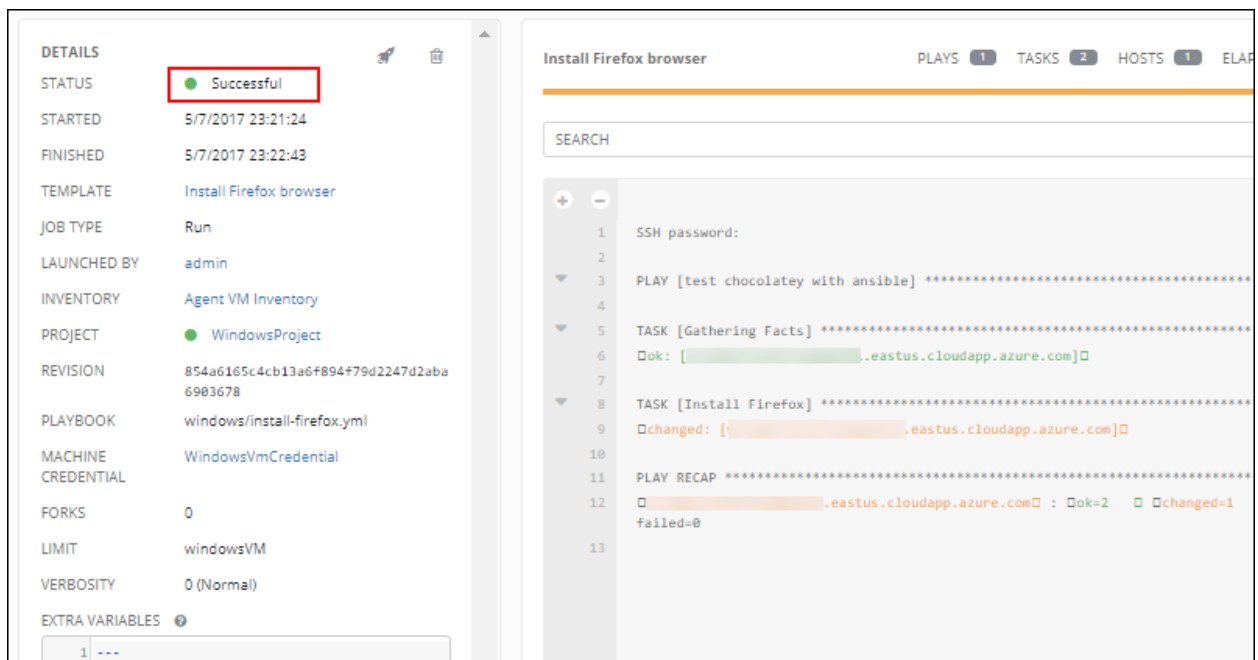 DETAILS
STATUS Successful
STARTED 5/7/2017 23:21:24
FINISHED 5/7/2017 23:22:43
TEMPLATE Install Firefox browser
JOB TYPE Run
LAUNCHED BY admin
INVENTORY Agent VM Inventory
PROJECT WindowsProject
REVISION 854a6165c4cb13a6f894f79d2247d2aba
6903678
PLAYBOOK windows/install-firefox.yml
MACHINE WindowsVmCredential
CREDENTIAL
FORKS 0
LIMIT windowsVM
VERBOSITY 0 (Normal)
EXTRA VARIABLES ?
1 ---
Install Firefox browser PLAYS 1 TASKS 2 HOSTS 1 ELAP
SEARCH
+ −
1 SSH password:
2
3 PLAY [test chocolatey with ansible] ******************************************
4
5 TASK [Gathering Facts] *******************************************************
6 □ok: [ ..eastus.cloudapp.azure.com]□
7
8 TASK [Install Firefox] *******************************************************
9 □changed: [ .eastus.cloudapp.azure.com]□
10
11 PLAY RECAP *******************************************************************
12 □ .eastus.cloudapp.azure.com□ : □ok=2 □ □changed=1
failed=0
13